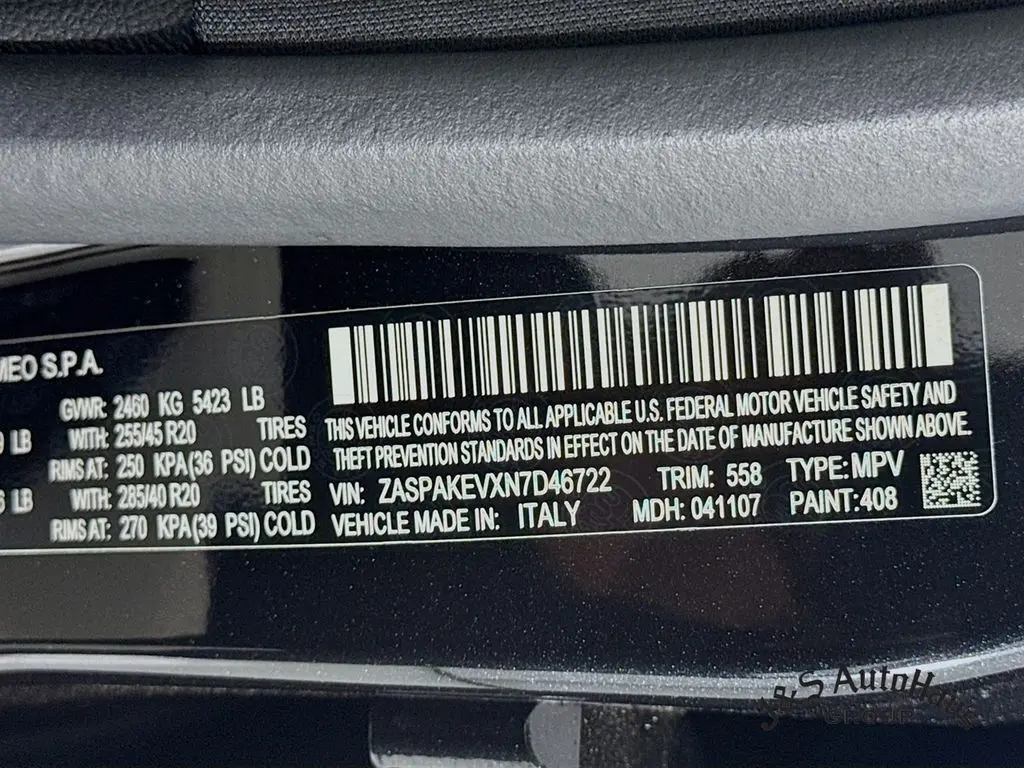 MEO S.P.A.
GVWR: 2460 KG 5423 LB
LB WITH: 255/45 R20 TIRES
RIMS AT: 250 KPA(36 PSI) COLD
LB WITH: 285/40 R20 TIRES
RIMS AT: 270 KPA(39 PSI) COLD
THIS VEHICLE CONFORMS TO ALL APPLICABLE U.S. FEDERAL MOTOR VEHICLE SAFETY AND
THEFT PREVENTION STANDARDS IN EFFECT ON THE DATE OF MANUFACTURE SHOWN ABOVE.
VIN: ZASPAKEVXN7D46722 TRIM: 558 TYPE: MPV
VEHICLE MADE IN: ITALY MDH: 041107 PAINT: 408
J&S AutoHaus
GROUP